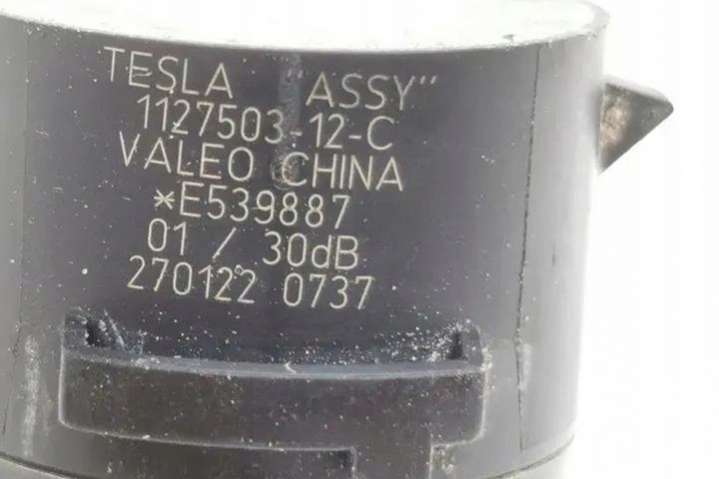 TESLA "ASSY"
1127503-12-C
VALEO CHINA
*E539887
01 / 30dB
270122 0737